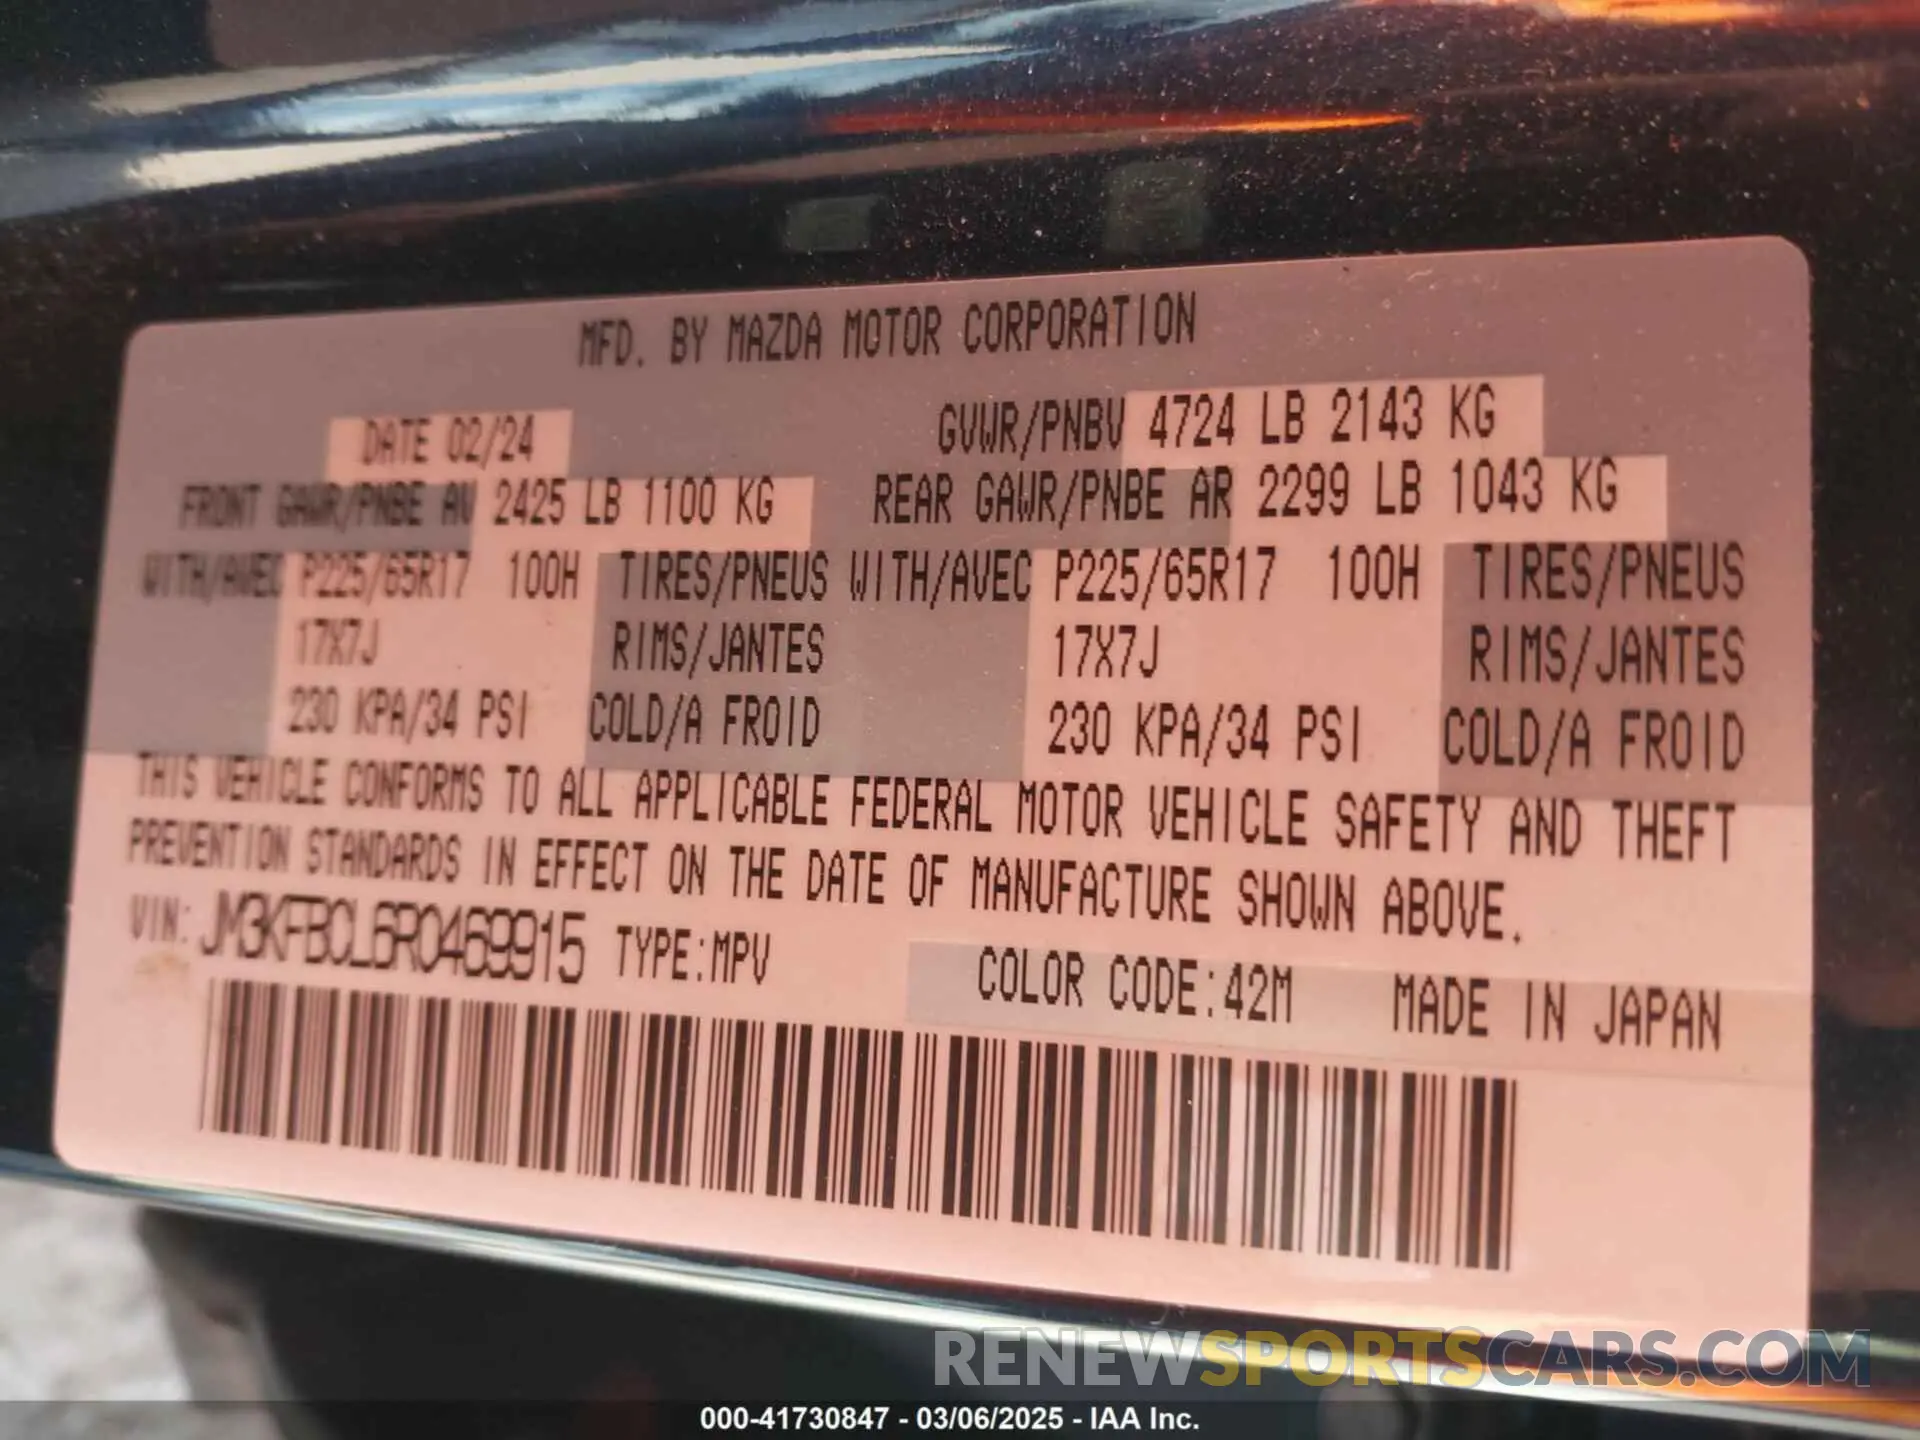 MFD. BY MAZDA MOTOR CORPORATION
DATE 02/24 GVWR/PNBV 4724 LB 2143 KG
FRONT GAWR/PNBE AV 2425 LB 1100 KG REAR GAWR/PNBE AR 2299 LB 1043 KG
WITH/AVEC P225/65R17 100H TIRES/PNEUS WITH/AVEC P225/65R17 100H TIRES/PNEUS
17X7J RIMS/JANTES 17X7J RIMS/JANTES
230 KPA/34 PSI COLD/A FROID 230 KPA/34 PSI COLD/A FROID
THIS VEHICLE CONFORMS TO ALL APPLICABLE FEDERAL MOTOR VEHICLE SAFETY AND THEFT
PREVENTION STANDARDS IN EFFECT ON THE DATE OF MANUFACTURE SHOWN ABOVE.
VIN: JM3KFBCL6R0469915 TYPE:MPV COLOR CODE:42M MADE IN JAPAN
RENEWSPORTSCARS.COM
000-41730847 - 03/06/2025 - IAA Inc.